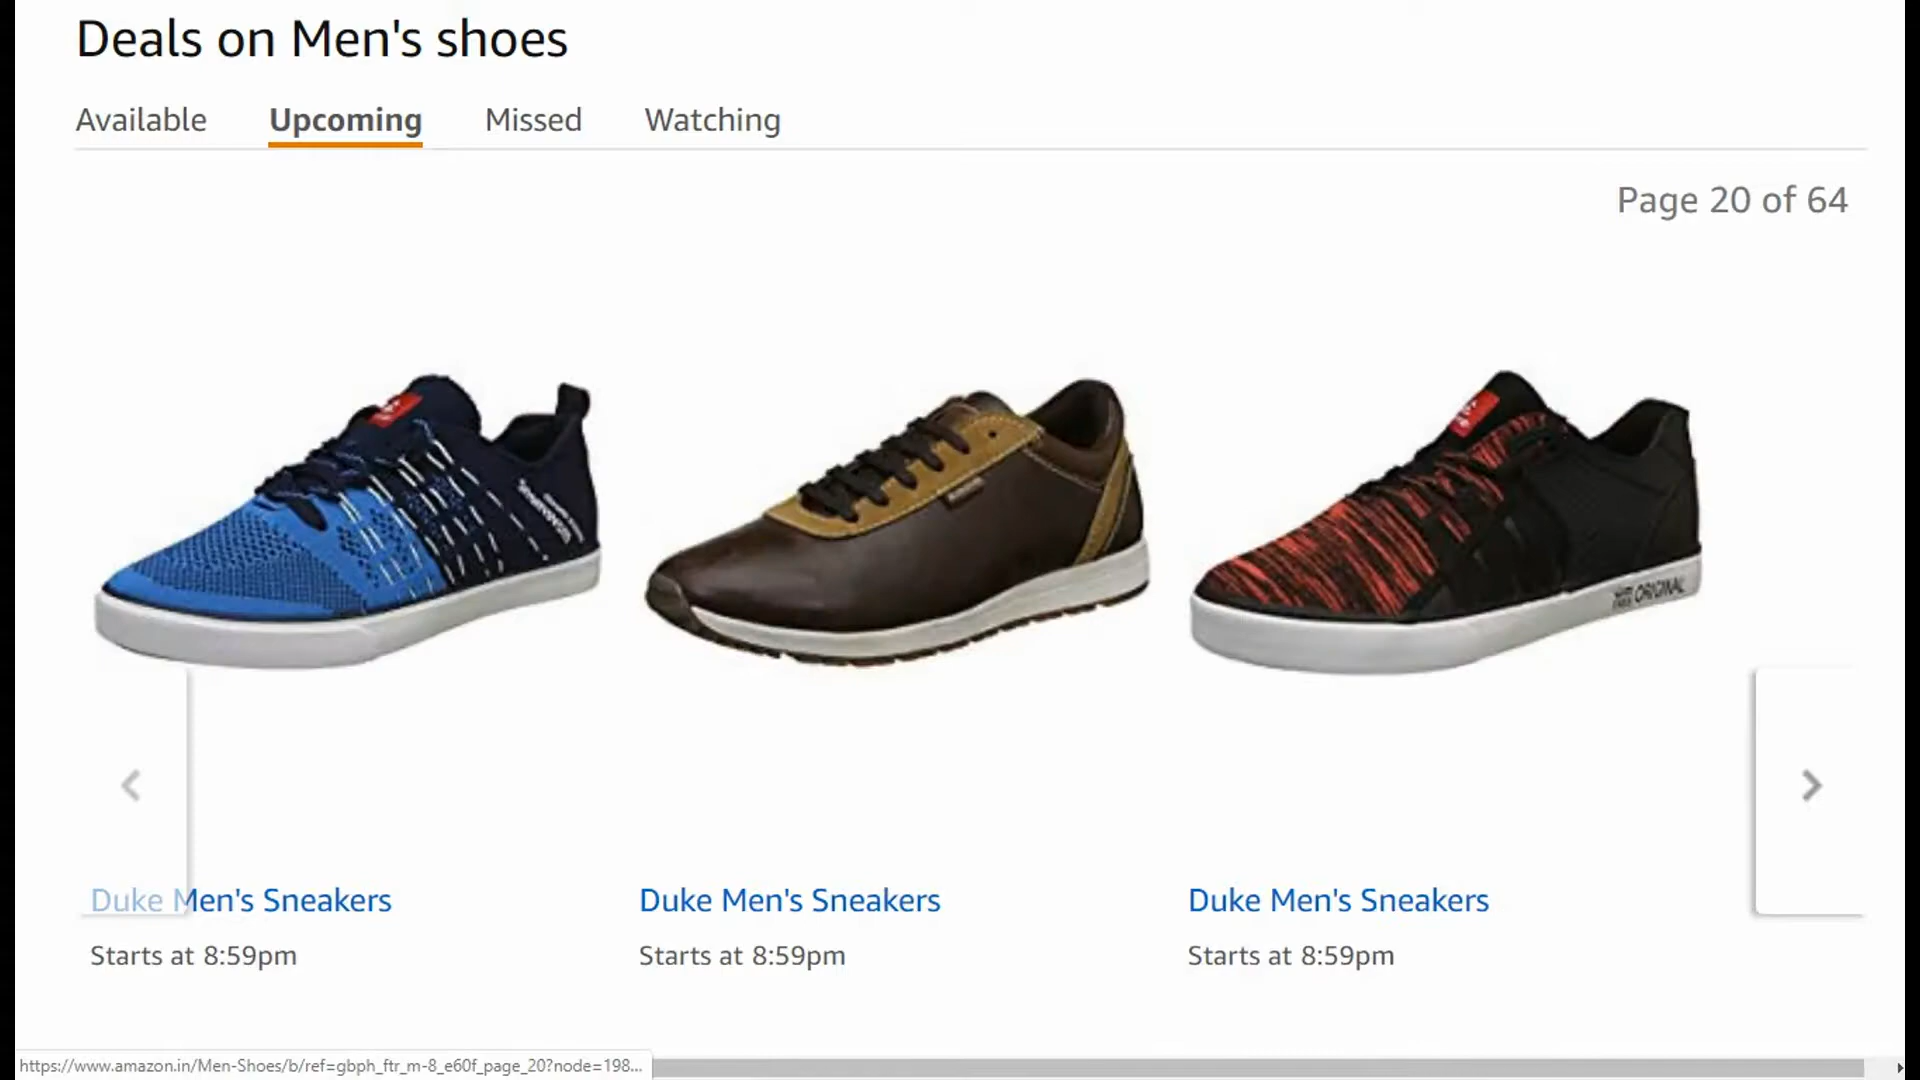 Deals on Men's shoes
Available Upcoming Missed Watching
Page 20 of 64
ORIGINAL
Duke Men's Sneakers Duke Men's Sneakers Duke Men's Sneakers
Starts at 8:59pm Starts at 8:59pm Starts at 8:59pm
https://www.amazon.in/Men-Shoes/b/ref=gbph_ftr_m-8_e60f_page_20?node=198...